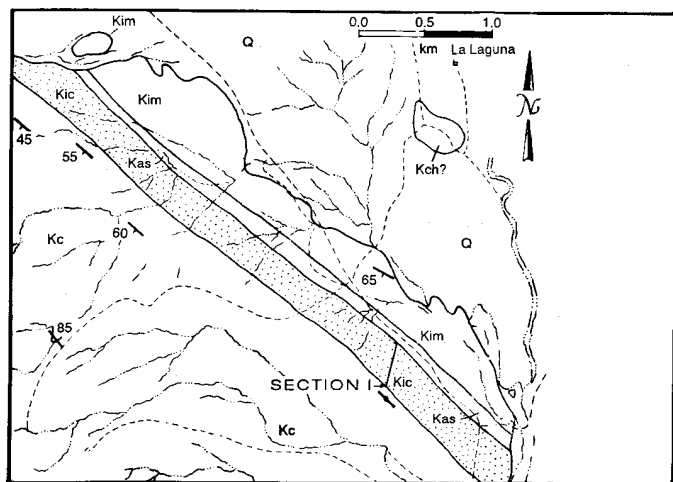 Kim
0.0 0.5 1.0
km La Laguna
Q
N
Kic
Kim
45
55
Kas
Kch?
60
Kc
Q
65
85
Kim
SECTION I
Kic
Kas
Kc